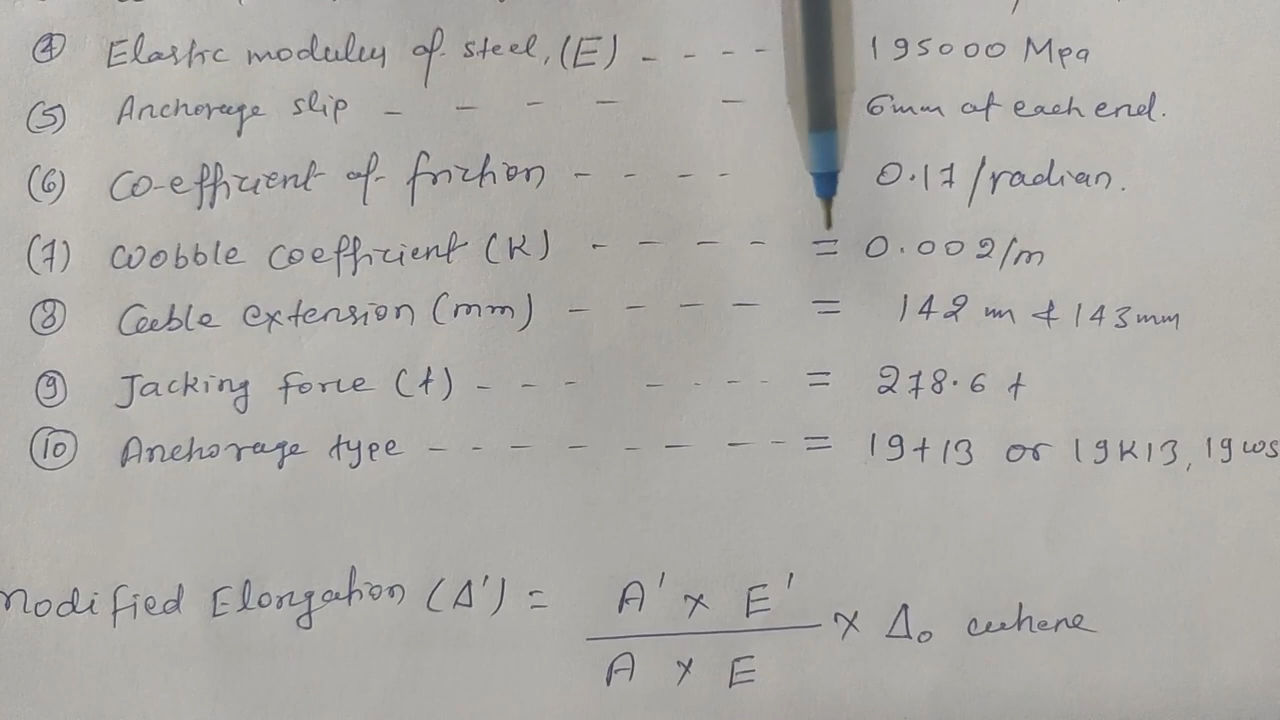 ④ Elastic modulus of steel, (E) - - - - 195000 Mpa
(5) Anchorage slip - - - - - 6mm at each end.
(6) Co-efficient of friction - - - - 0.17/radian.
(7) Wobble coefficient (K) - - - - = 0.002/m
⑧ Cable extension (mm) - - - - = 142 m & 143mm
⑨ Jacking force (t) - - - - - - - = 278.6 t
⑩ Anchorage type - - - - - - - - - = 19t13 or 19K13, 19ws
Modified Elongation (Δ') = A' x E' / A x E x Δo where